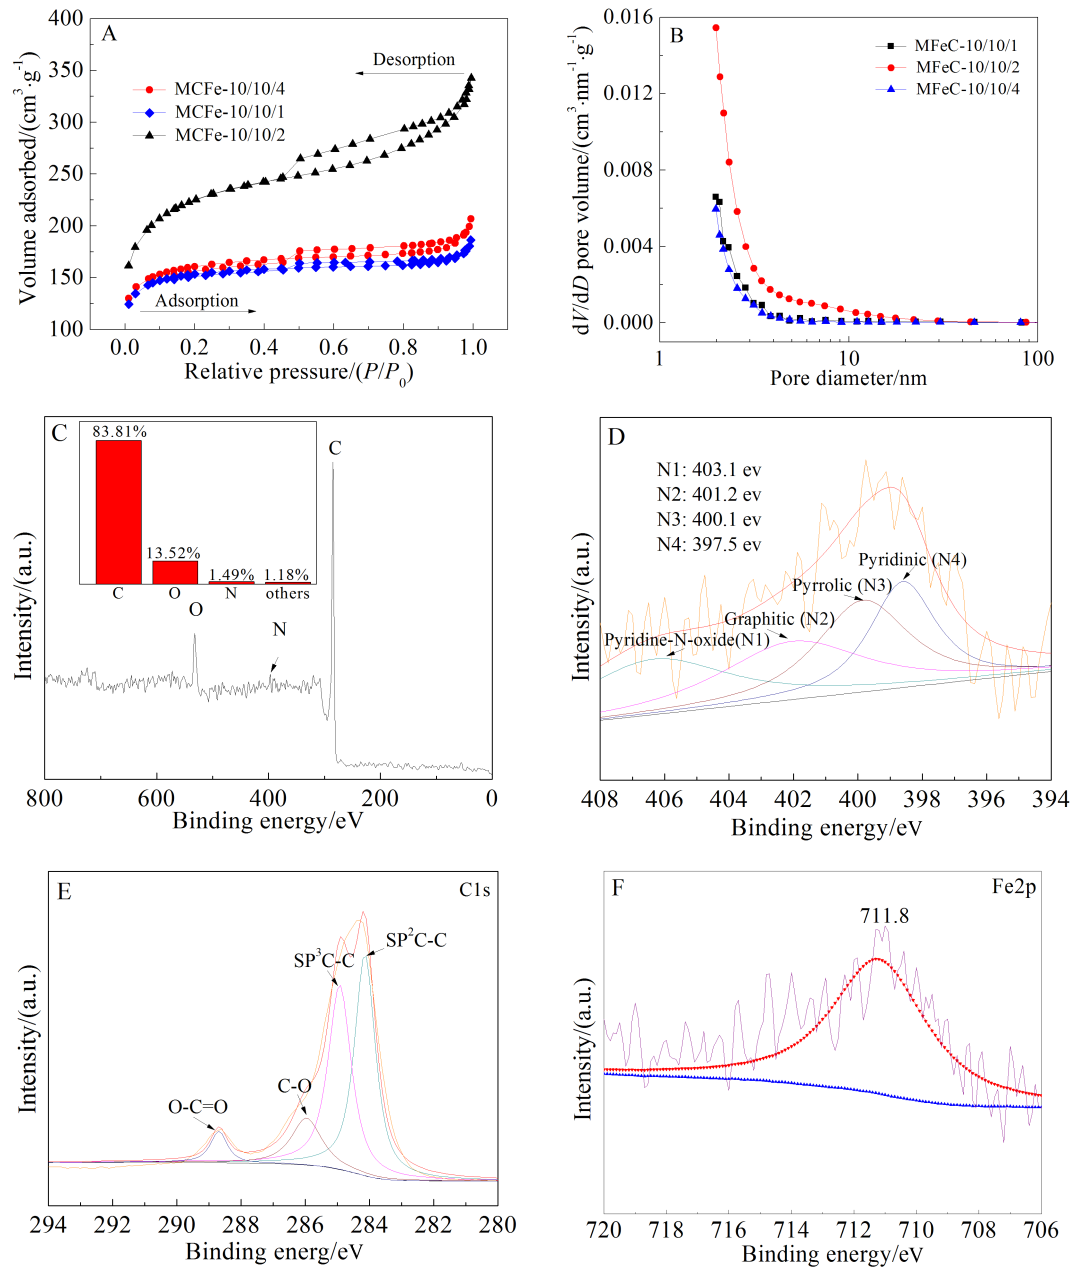 A
Desorption
MCFe-10/10/4
MCFe-10/10/1
MCFe-10/10/2
Adsorption
400
350
300
250
200
150
100
0.0 0.2 0.4 0.6 0.8 1.0
Volume adsorbed/(cm³·g⁻¹)
Relative pressure/(P/P₀)
B
MFeC-10/10/1
MFeC-10/10/2
MFeC-10/10/4
0.016
0.012
0.008
0.004
0.000
1 10 100
dV/dD pore volume/(cm³·nm⁻¹·g⁻¹)
Pore diameter/nm
C
83.81%
13.52%
1.49%
1.18%
C O N others
C
O
N
800 600 400 200 0
Intensity/(a.u.)
Binding energy/eV
D
N1: 403.1 ev
N2: 401.2 ev
N3: 400.1 ev
N4: 397.5 ev
Pyridinic (N4)
Pyrrolic (N3)
Graphitic (N2)
Pyridine-N-oxide(N1)
408 406 404 402 400 398 396 394
Intensity/(a.u.)
Binding energy/eV
E
C1s
SP²C-C
SP³C-C
C-O
O-C=O
294 292 290 288 286 284 282 280
Intensity/(a.u.)
Binding energ/eV
F
Fe2p
711.8
720 718 716 714 712 710 708 706
Intensity/(a.u.)
Binding energy/eV